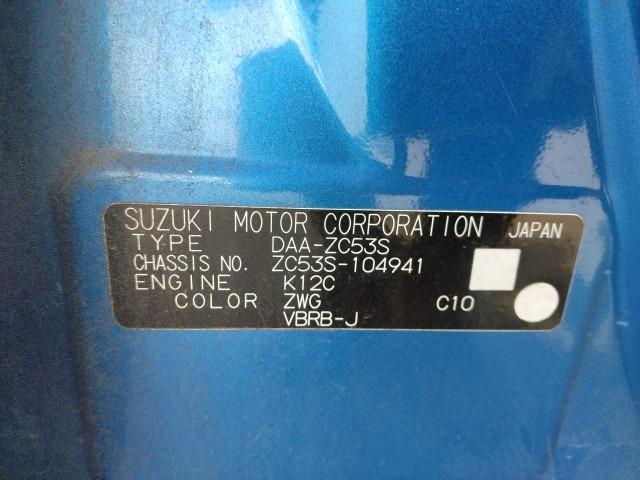 SUZUKI MOTOR CORPORATION JAPAN
TYPE DAA-ZC53S
CHASSIS NO. ZC53S-104941
ENGINE K12C
COLOR ZWG C10
VBRB-J